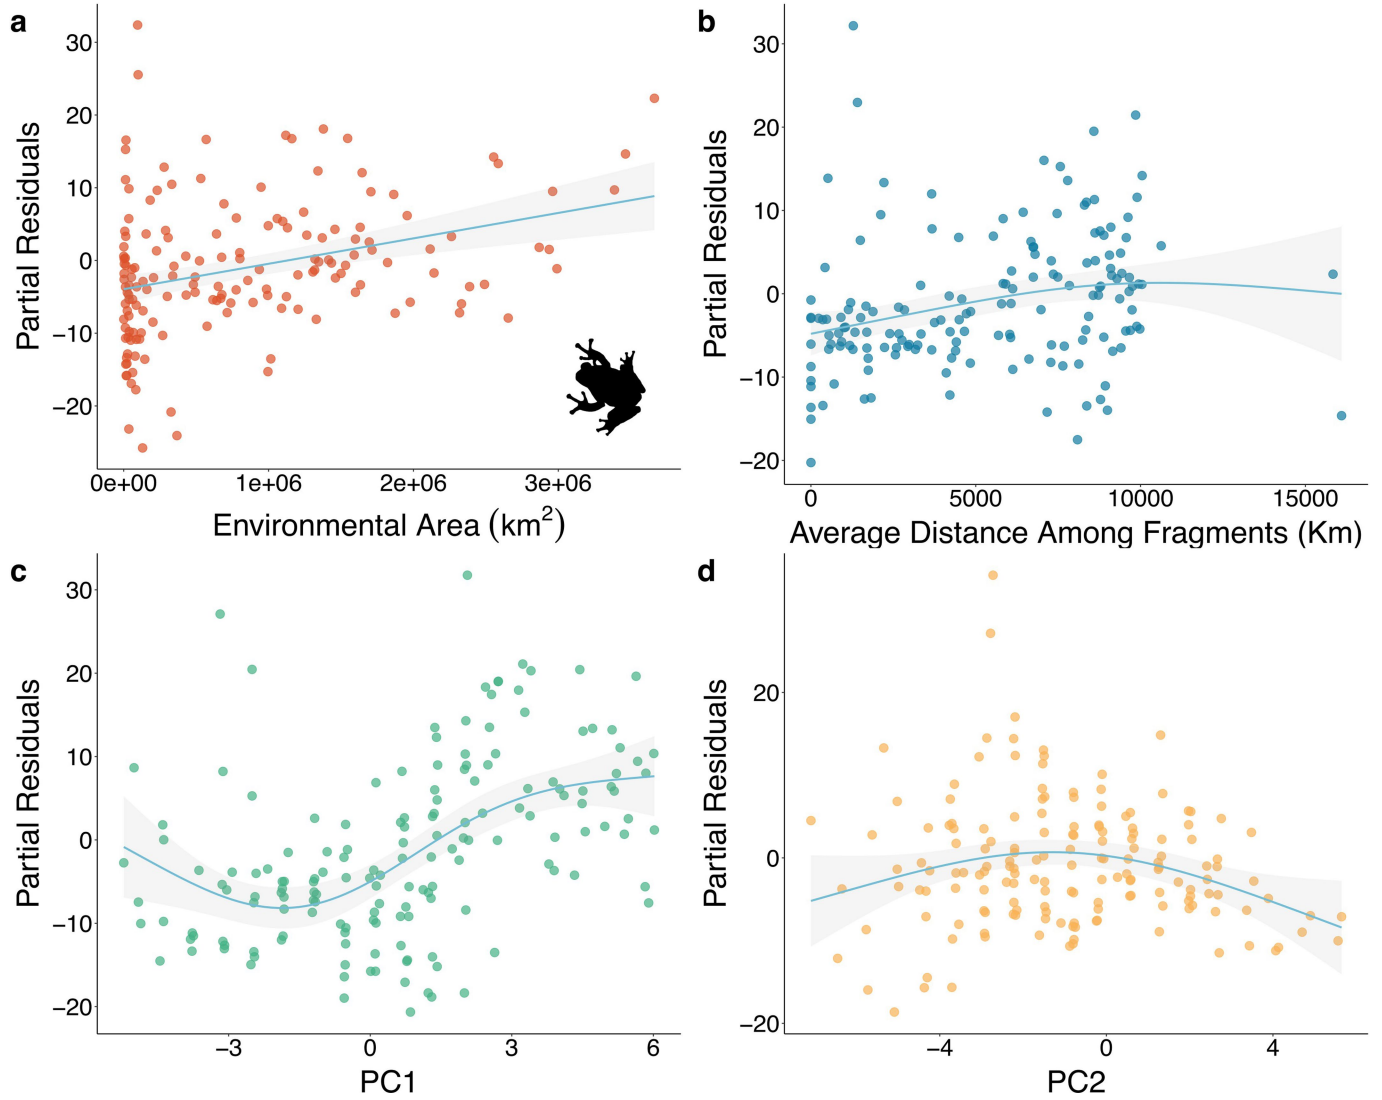 a
30
20
10
0
−10
−20
Partial Residuals
0e+00 1e+06 2e+06 3e+06
Environmental Area (km²)
b
30
20
10
0
−10
−20
Partial Residuals
0 5000 10000 15000
Average Distance Among Fragments (Km)
c
30
20
10
0
−10
−20
Partial Residuals
−3 0 3 6
PC1
d
20
0
−20
Partial Residuals
−4 0 4
PC2